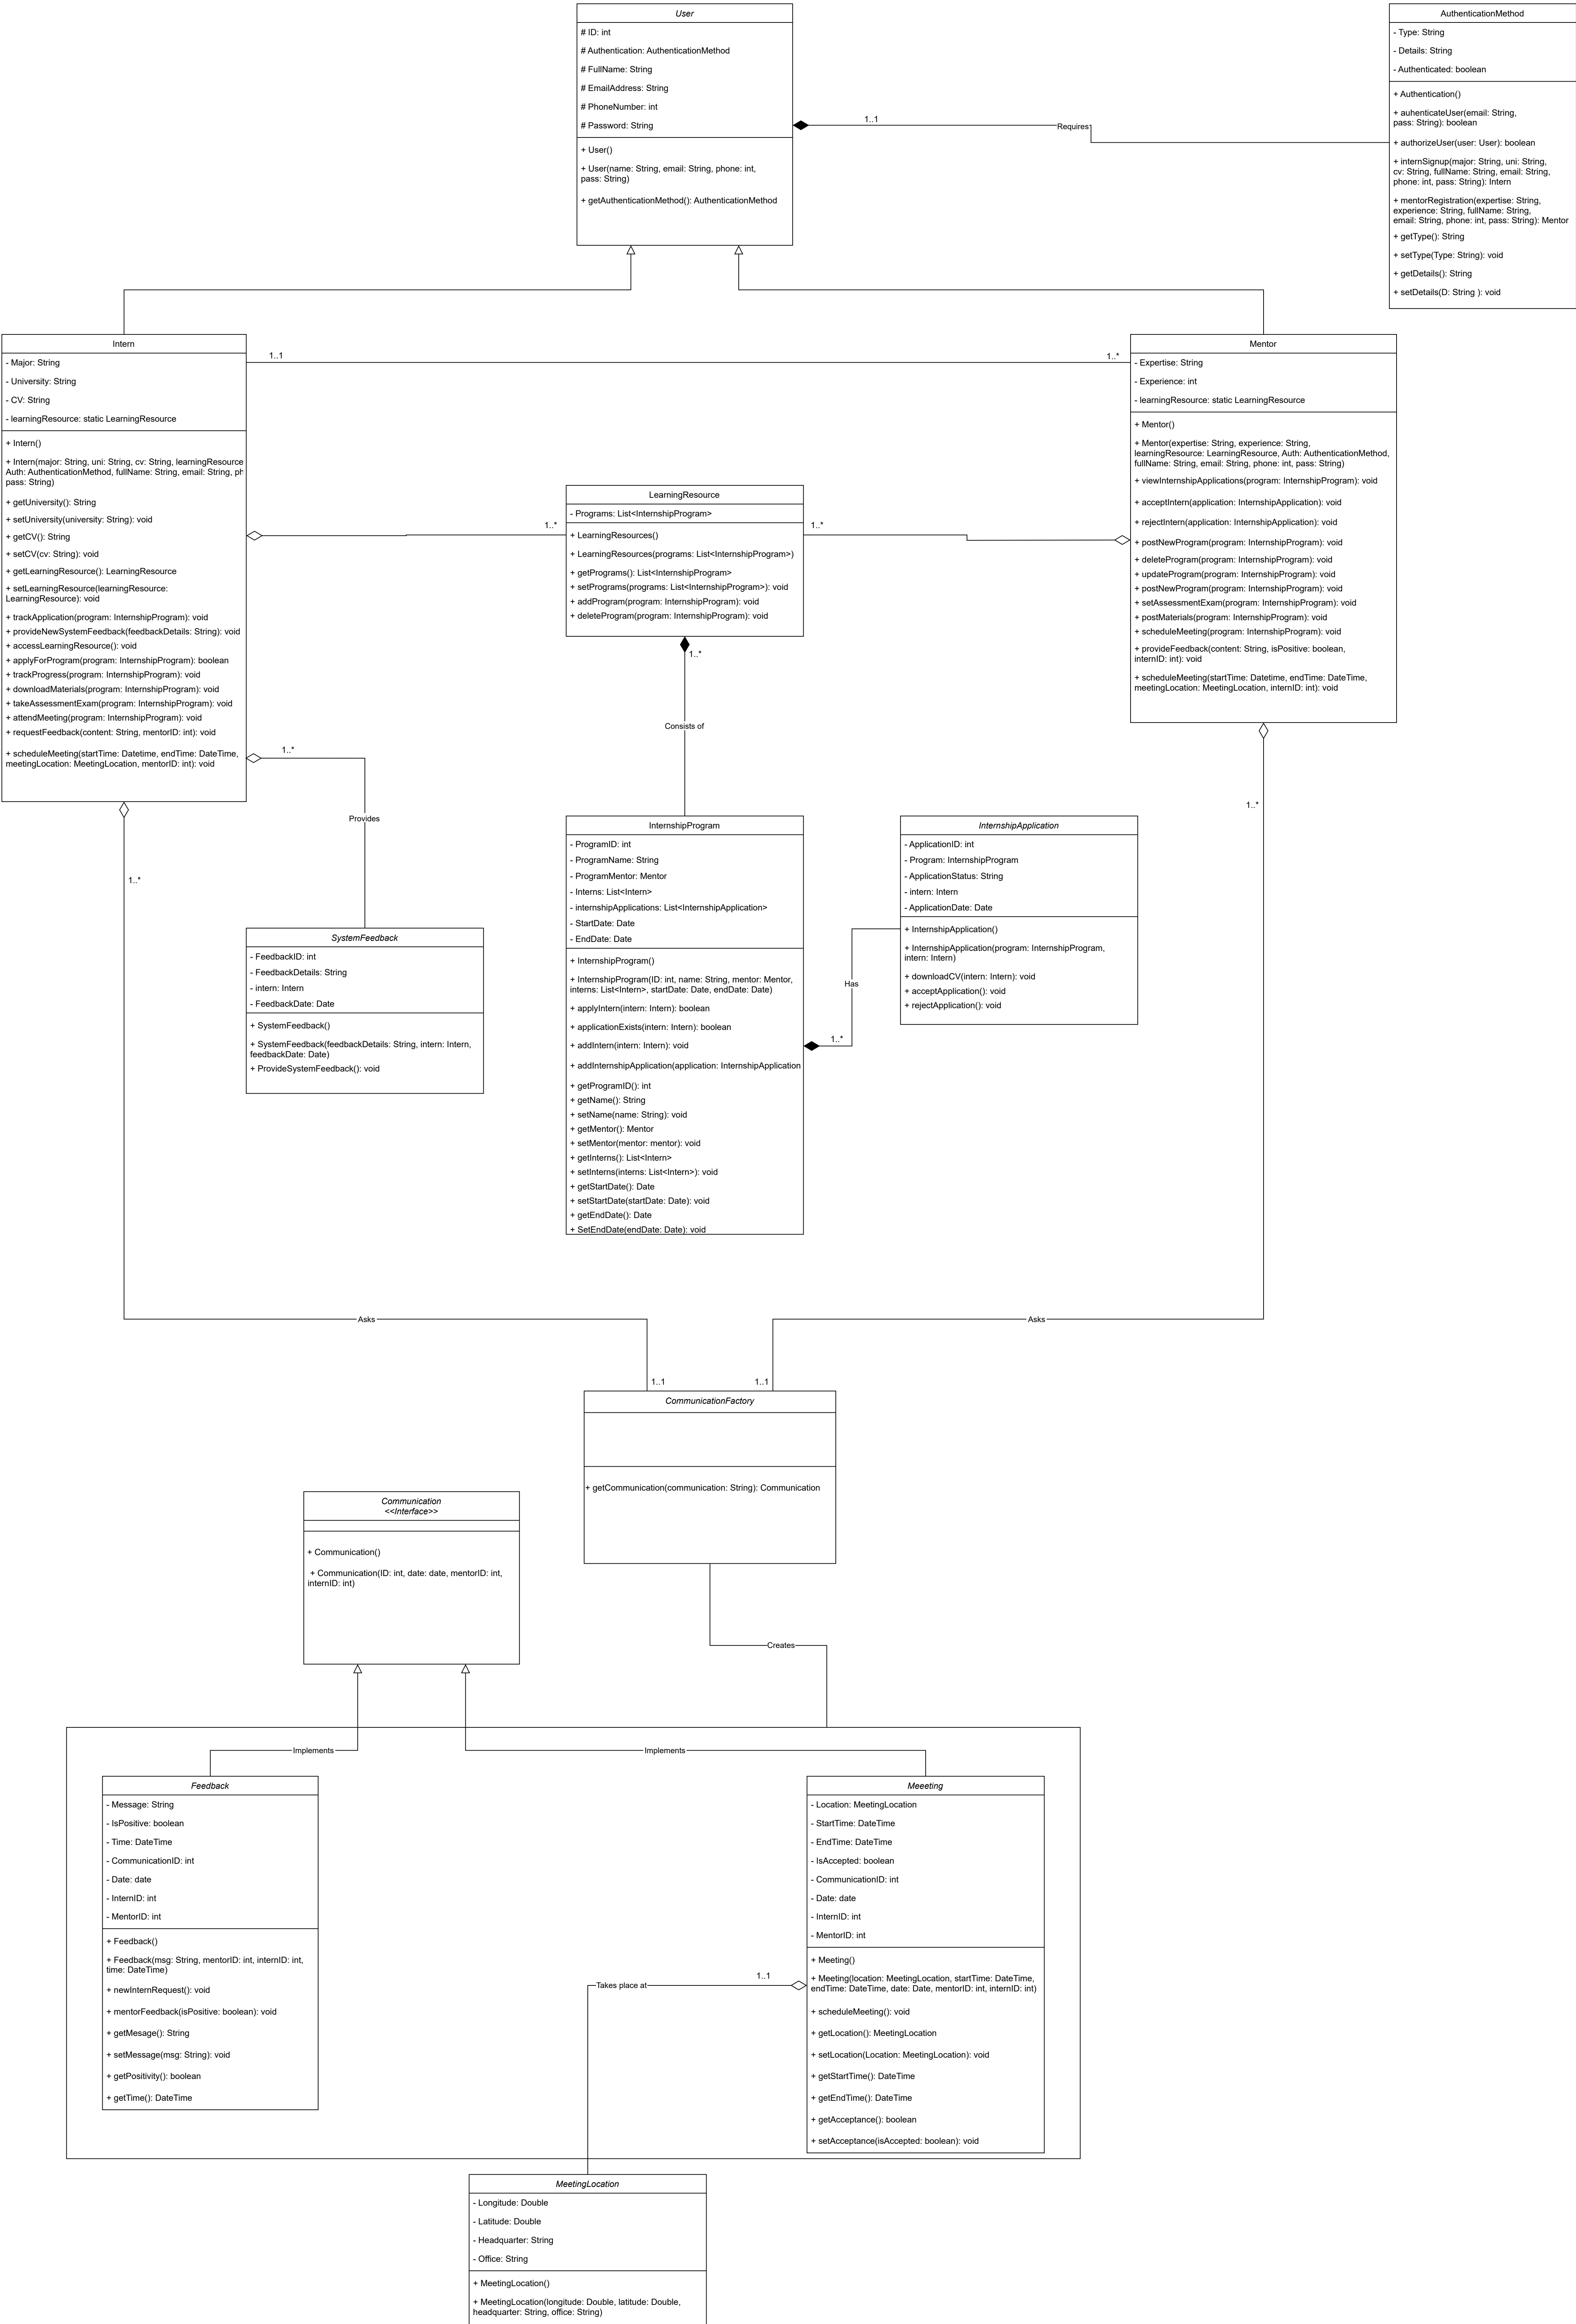 User
# ID: int
# Authentication: AuthenticationMethod
# FullName: String
# EmailAddress: String
# PhoneNumber: int
# Password: String
+ User()
+ User(name: String, email: String, phone: int,
pass: String)
+ getAuthenticationMethod(): AuthenticationMethod
1..1
Requires
AuthenticationMethod
- Type: String
- Details: String
- Authenticated: boolean
+ Authentication()
+ auhenticateUser(email: String,
pass: String): boolean
+ authorizeUser(user: User): boolean
+ internSignup(major: String, uni: String,
cv: String, fullName: String, email: String,
phone: int, pass: String): Intern
+ mentorRegistration(expertise: String,
experience: String, fullName: String,
email: String, phone: int, pass: String): Mentor
+ getType(): String
+ setType(Type: String): void
+ getDetails(): String
+ setDetails(D: String ): void
Intern
- Major: String
- University: String
- CV: String
- learningResource: static LearningResource
+ Intern()
+ Intern(major: String, uni: String, cv: String, learningResource
Auth: AuthenticationMethod, fullName: String, email: String, ph
pass: String)
+ getUniversity(): String
+ setUniversity(university: String): void
+ getCV(): String
+ setCV(cv: String): void
+ getLearningResource(): LearningResource
+ setLearningResource(learningResource:
LearningResource): void
+ trackApplication(program: InternshipProgram): void
+ provideNewSystemFeedback(feedbackDetails: String): void
+ accessLearningResource(): void
+ applyForProgram(program: InternshipProgram): boolean
+ trackProgress(program: InternshipProgram): void
+ downloadMaterials(program: InternshipProgram): void
+ takeAssessmentExam(program: InternshipProgram): void
+ attendMeeting(program: InternshipProgram): void
+ requestFeedback(content: String, mentorID: int): void
+ scheduleMeeting(startTime: Datetime, endTime: DateTime,
meetingLocation: MeetingLocation, mentorID: int): void
1..1
1..*
Mentor
- Expertise: String
- Experience: int
- learningResource: static LearningResource
+ Mentor()
+ Mentor(expertise: String, experience: String,
learningResource: LearningResource, Auth: AuthenticationMethod,
fullName: String, email: String, phone: int, pass: String)
+ viewInternshipApplications(program: InternshipProgram): void
+ acceptIntern(application: InternshipApplication): void
+ rejectIntern(application: InternshipApplication): void
+ postNewProgram(program: InternshipProgram): void
+ deleteProgram(program: InternshipProgram): void
+ updateProgram(program: InternshipProgram): void
+ postNewProgram(program: InternshipProgram): void
+ setAssessmentExam(program: InternshipProgram): void
+ postMaterials(program: InternshipProgram): void
+ scheduleMeeting(program: InternshipProgram): void
+ provideFeedback(content: String, isPositive: boolean,
internID: int): void
+ scheduleMeeting(startTime: Datetime, endTime: DateTime,
meetingLocation: MeetingLocation, internID: int): void
1..*
1..*
LearningResource
- Programs: List<InternshipProgram>
+ LearningResources()
+ LearningResources(programs: List<InternshipProgram>)
+ getPrograms(): List<InternshipProgram>
+ setPrograms(programs: List<InternshipProgram>): void
+ addProgram(program: InternshipProgram): void
+ deleteProgram(program: InternshipProgram): void
1..*
Consists of
1..*
Provides
1..*
1..*
SystemFeedback
- FeedbackID: int
- FeedbackDetails: String
- intern: Intern
- FeedbackDate: Date
+ SystemFeedback()
+ SystemFeedback(feedbackDetails: String, intern: Intern,
feedbackDate: Date)
+ ProvideSystemFeedback(): void
InternshipProgram
- ProgramID: int
- ProgramName: String
- ProgramMentor: Mentor
- Interns: List<Intern>
- internshipApplications: List<InternshipApplication>
- StartDate: Date
- EndDate: Date
+ InternshipProgram()
+ InternshipProgram(ID: int, name: String, mentor: Mentor,
interns: List<Intern>, startDate: Date, endDate: Date)
+ applyIntern(intern: Intern): boolean
+ applicationExists(intern: Intern): boolean
+ addIntern(intern: Intern): void
+ addInternshipApplication(application: InternshipApplication
+ getProgramID(): int
+ getName(): String
+ setName(name: String): void
+ getMentor(): Mentor
+ setMentor(mentor: mentor): void
+ getInterns(): List<Intern>
+ setInterns(interns: List<Intern>): void
+ getStartDate(): Date
+ setStartDate(startDate: Date): void
+ getEndDate(): Date
+ SetEndDate(endDate: Date): void
InternshipApplication
- ApplicationID: int
- Program: InternshipProgram
- ApplicationStatus: String
- intern: Intern
- ApplicationDate: Date
+ InternshipApplication()
+ InternshipApplication(program: InternshipProgram,
intern: Intern)
+ downloadCV(intern: Intern): void
+ acceptApplication(): void
+ rejectApplication(): void
Has
1..*
Asks
Asks
1..1
1..1
CommunicationFactory
+ getCommunication(communication: String): Communication
Communication
<<Interface>>
+ Communication()
+ Communication(ID: int, date: date, mentorID: int,
internID: int)
Creates
Implements
Implements
Feedback
- Message: String
- IsPositive: boolean
- Time: DateTime
- CommunicationID: int
- Date: date
- InternID: int
- MentorID: int
+ Feedback()
+ Feedback(msg: String, mentorID: int, internID: int,
time: DateTime)
+ newInternRequest(): void
+ mentorFeedback(isPositive: boolean): void
+ getMesage(): String
+ setMessage(msg: String): void
+ getPositivity(): boolean
+ getTime(): DateTime
Meeeting
- Location: MeetingLocation
- StartTime: DateTime
- EndTime: DateTime
- IsAccepted: boolean
- CommunicationID: int
- Date: date
- InternID: int
- MentorID: int
+ Meeting()
+ Meeting(location: MeetingLocation, startTime: DateTime,
endTime: DateTime, date: Date, mentorID: int, internID: int)
+ scheduleMeeting(): void
+ getLocation(): MeetingLocation
+ setLocation(Location: MeetingLocation): void
+ getStartTime(): DateTime
+ getEndTime(): DateTime
+ getAcceptance(): boolean
+ setAcceptance(isAccepted: boolean): void
Takes place at
1..1
MeetingLocation
- Longitude: Double
- Latitude: Double
- Headquarter: String
- Office: String
+ MeetingLocation()
+ MeetingLocation(longitude: Double, latitude: Double,
headquarter: String, office: String)